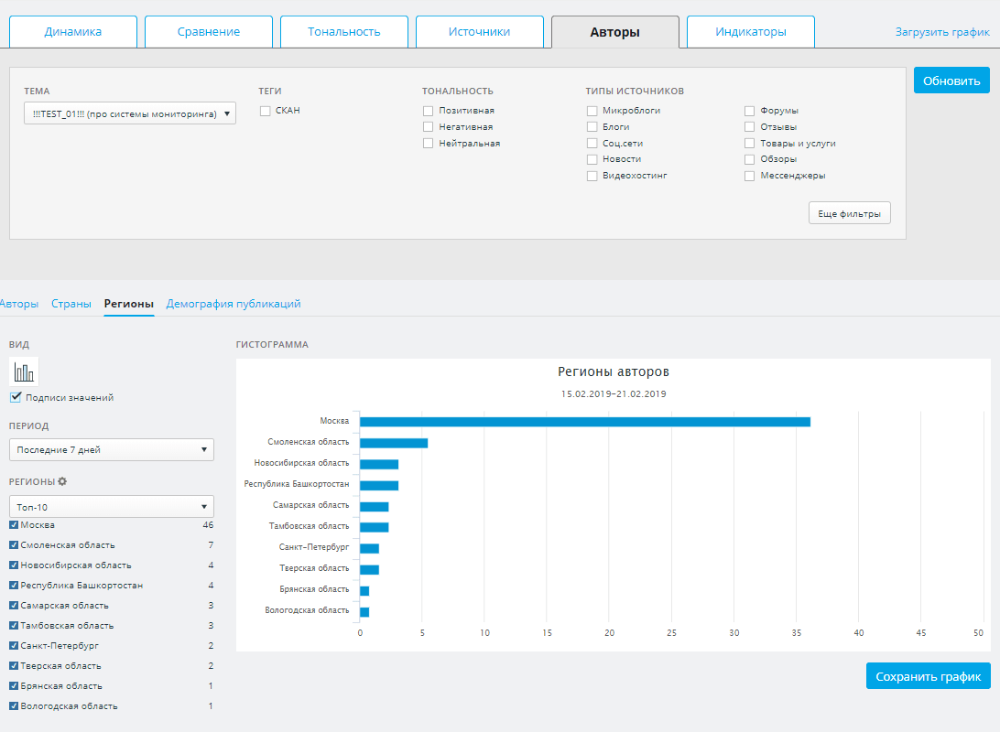 Динамика
Сравнение
Тональность
Источники
Авторы
Индикаторы
Загрузить график
Обновить
ТЕМА
!!!TEST_01!!! (про системы мониторинга)
ТЕГИ
СКАН
ТОНАЛЬНОСТЬ
Позитивная
Негативная
Нейтральная
ТИПЫ ИСТОЧНИКОВ
Микроблоги
Блоги
Соц.сети
Новости
Видеохостинг
Форумы
Отзывы
Товары и услуги
Обзоры
Мессенджеры
Еще фильтры
Авторы
Страны
Регионы
Демография публикаций
ВИД
Подписи значений
ПЕРИОД
Последние 7 дней
РЕГИОНЫ
Топ-10
Москва 46
Смоленская область 7
Новосибирская область 4
Республика Башкортостан 4
Самарская область 3
Тамбовская область 3
Санкт-Петербург 2
Тверская область 2
Брянская область 1
Вологодская область 1
ГИСТОГРАММА
Регионы авторов
15.02.2019-21.02.2019
Москва
Смоленская область
Новосибирская область
Республика Башкортостан
Самарская область
Тамбовская область
Санкт-Петербург
Тверская область
Брянская область
Вологодская область
0 5 10 15 20 25 30 35 40 45 50
Сохранить график